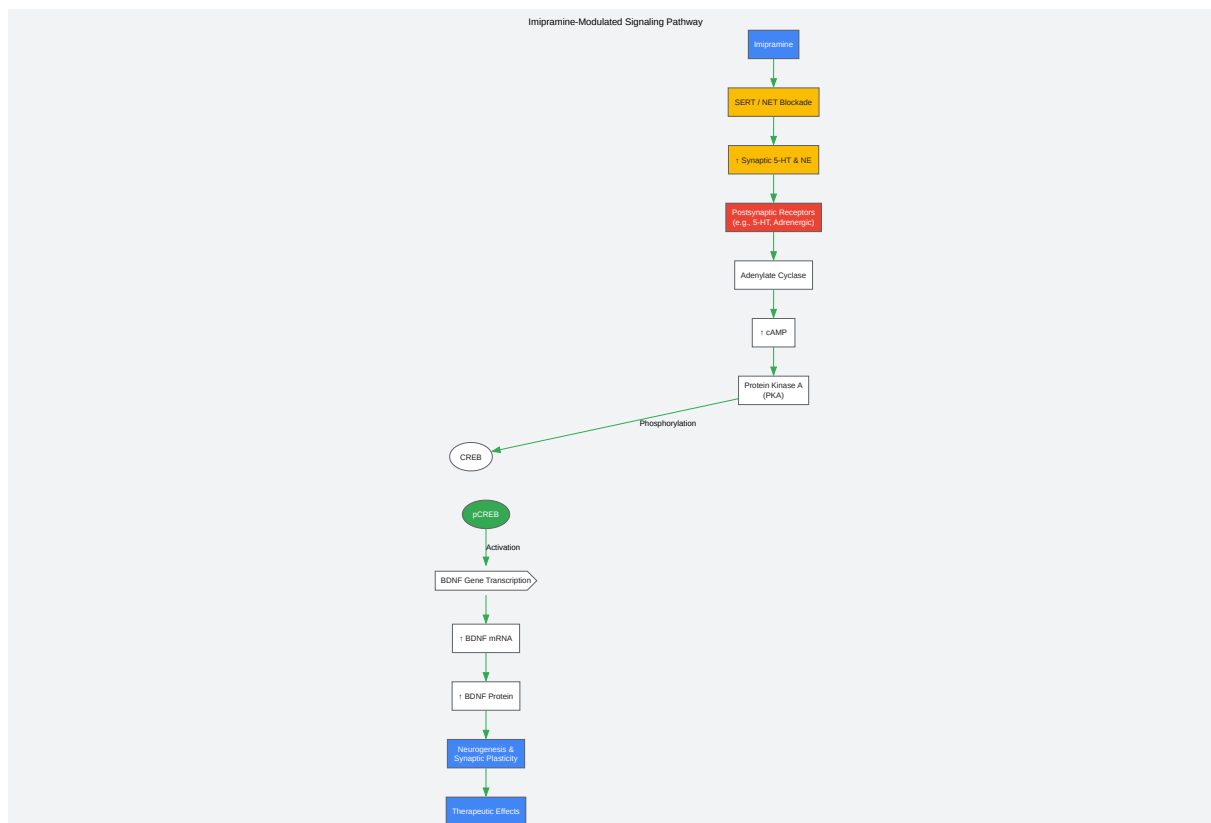 Imipramine-Modulated Signaling Pathway
Imipramine
SERT / NET Blockade
↑ Synaptic 5-HT & NE
Postsynaptic Receptors
(e.g., 5-HT, Adrenergic)
Adenylate Cyclase
↑ cAMP
Protein Kinase A
(PKA)
Phosphorylation
CREB
pCREB
Activation
BDNF Gene Transcription
↑ BDNF mRNA
↑ BDNF Protein
Neurogenesis &
Synaptic Plasticity
Therapeutic Effects